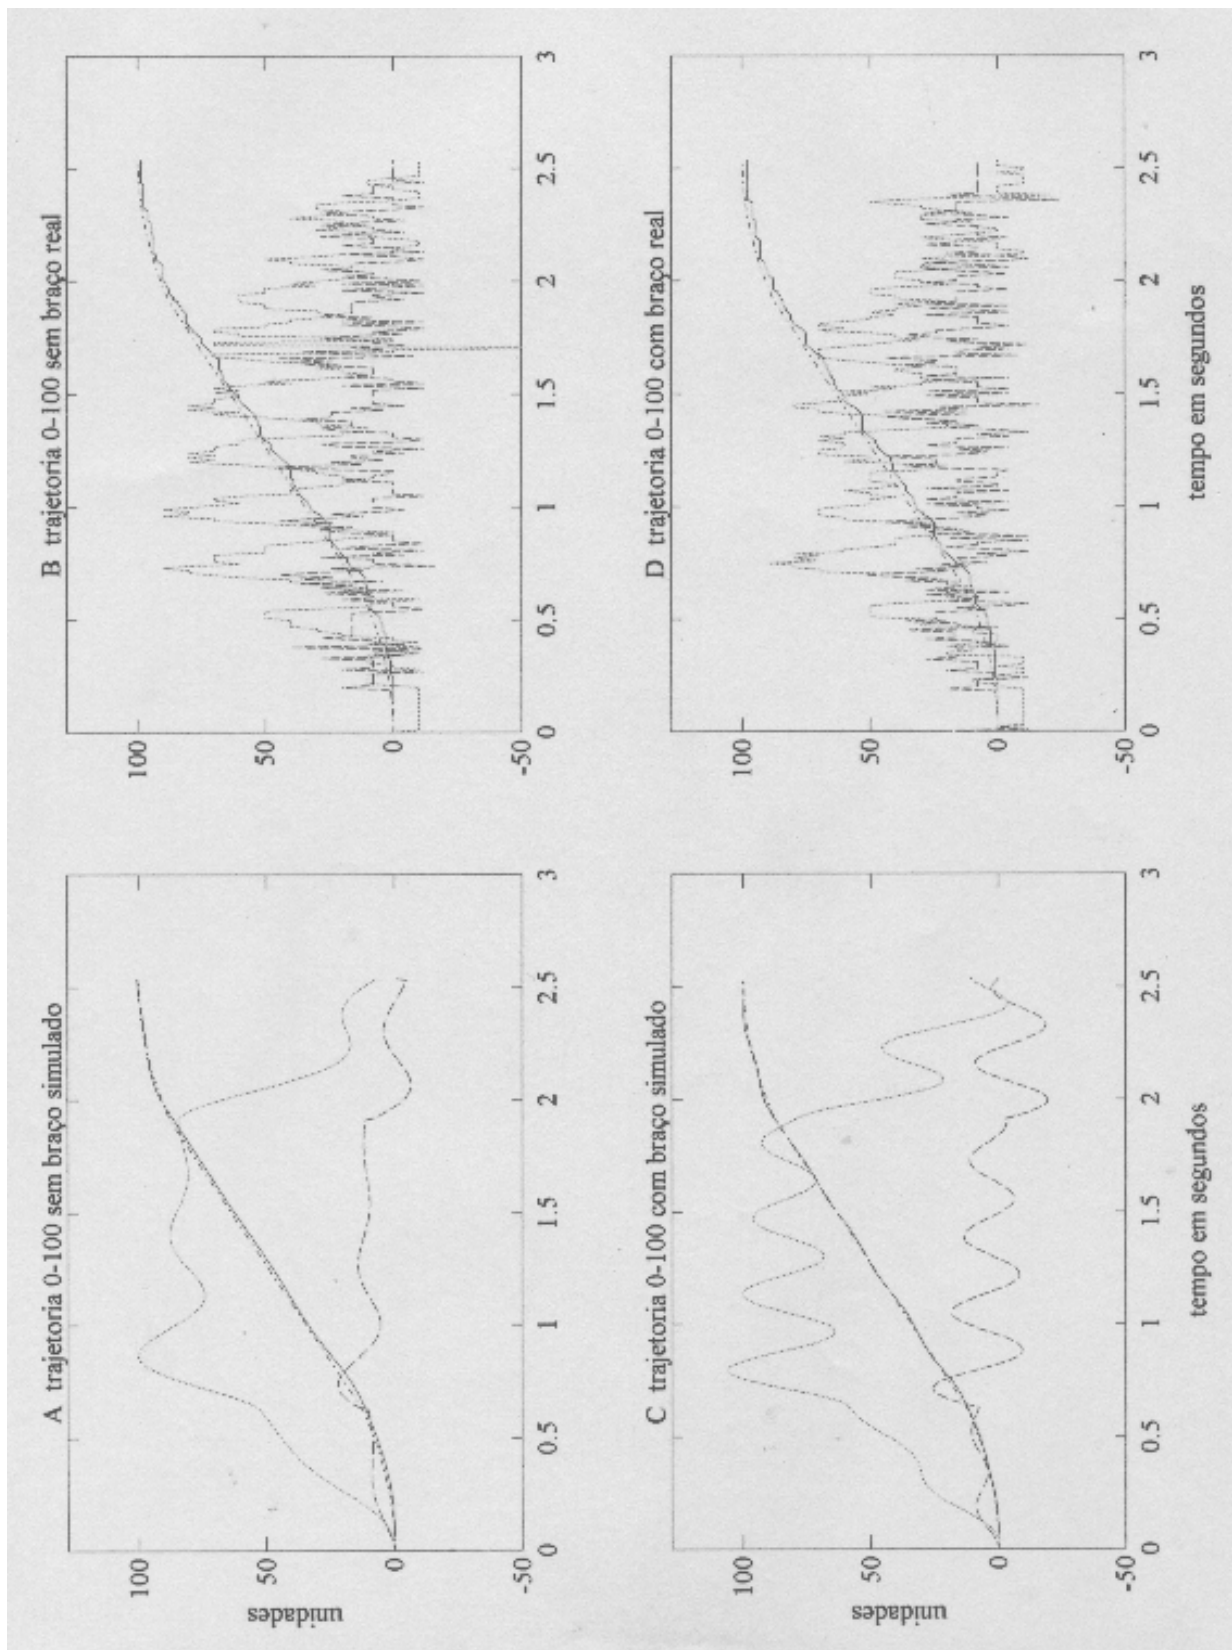 A trajetoria 0-100 sem braço simulado
unidades
100
50
0
-50
0 0.5 1 1.5 2 2.5 3
B trajetoria 0-100 sem braço real
100
50
0
-50
0 0.5 1 1.5 2 2.5 3
C trajetoria 0-100 com braço simulado
unidades
100
50
0
-50
0 0.5 1 1.5 2 2.5 3
tempo em segundos
D trajetoria 0-100 com braço real
100
50
0
-50
0 0.5 1 1.5 2 2.5 3
tempo em segundos